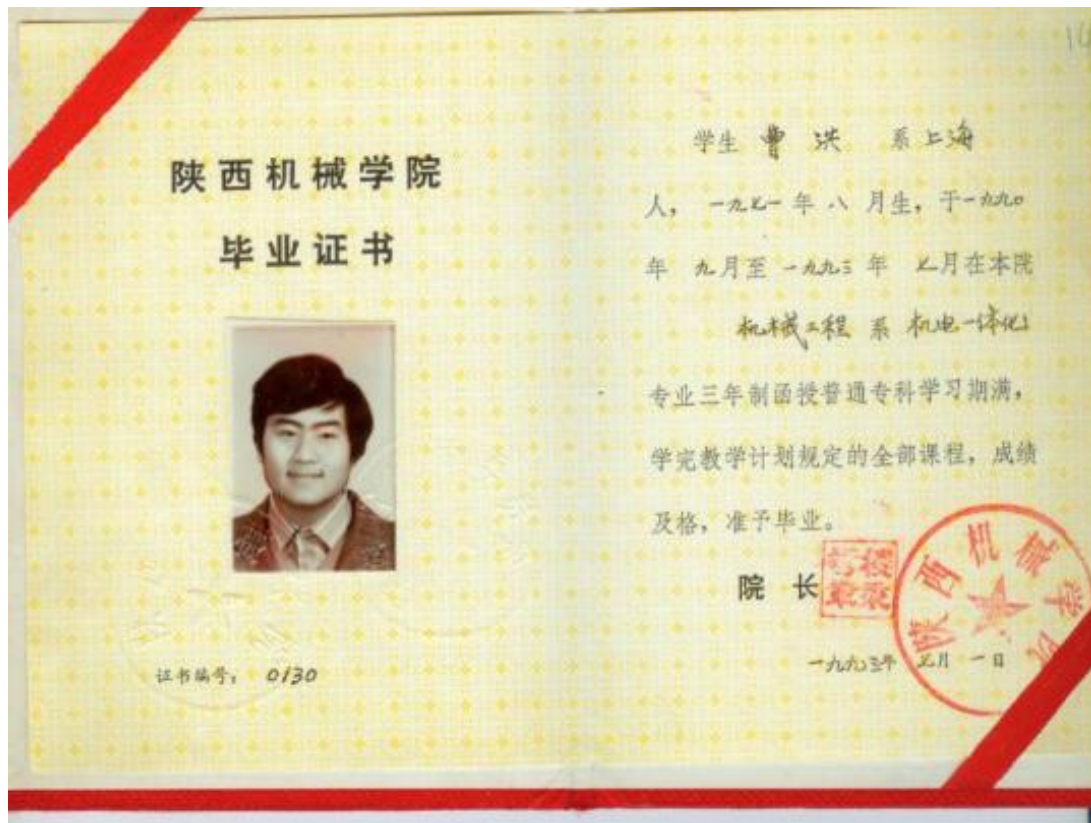 陕西机械学院
毕业证书
证书编号: 0130
学生 曹洪 系上海
人, 一九七一年 八 月生, 于一九九〇
年 九月至一九九三年 七月在本院
机械工程 系 机电一体化
专业三年制函授普通专科学习期满,
学完教学计划规定的全部课程, 成绩
及格, 准予毕业。
院 长
陕西机械学院
一九九三年 七月 一日